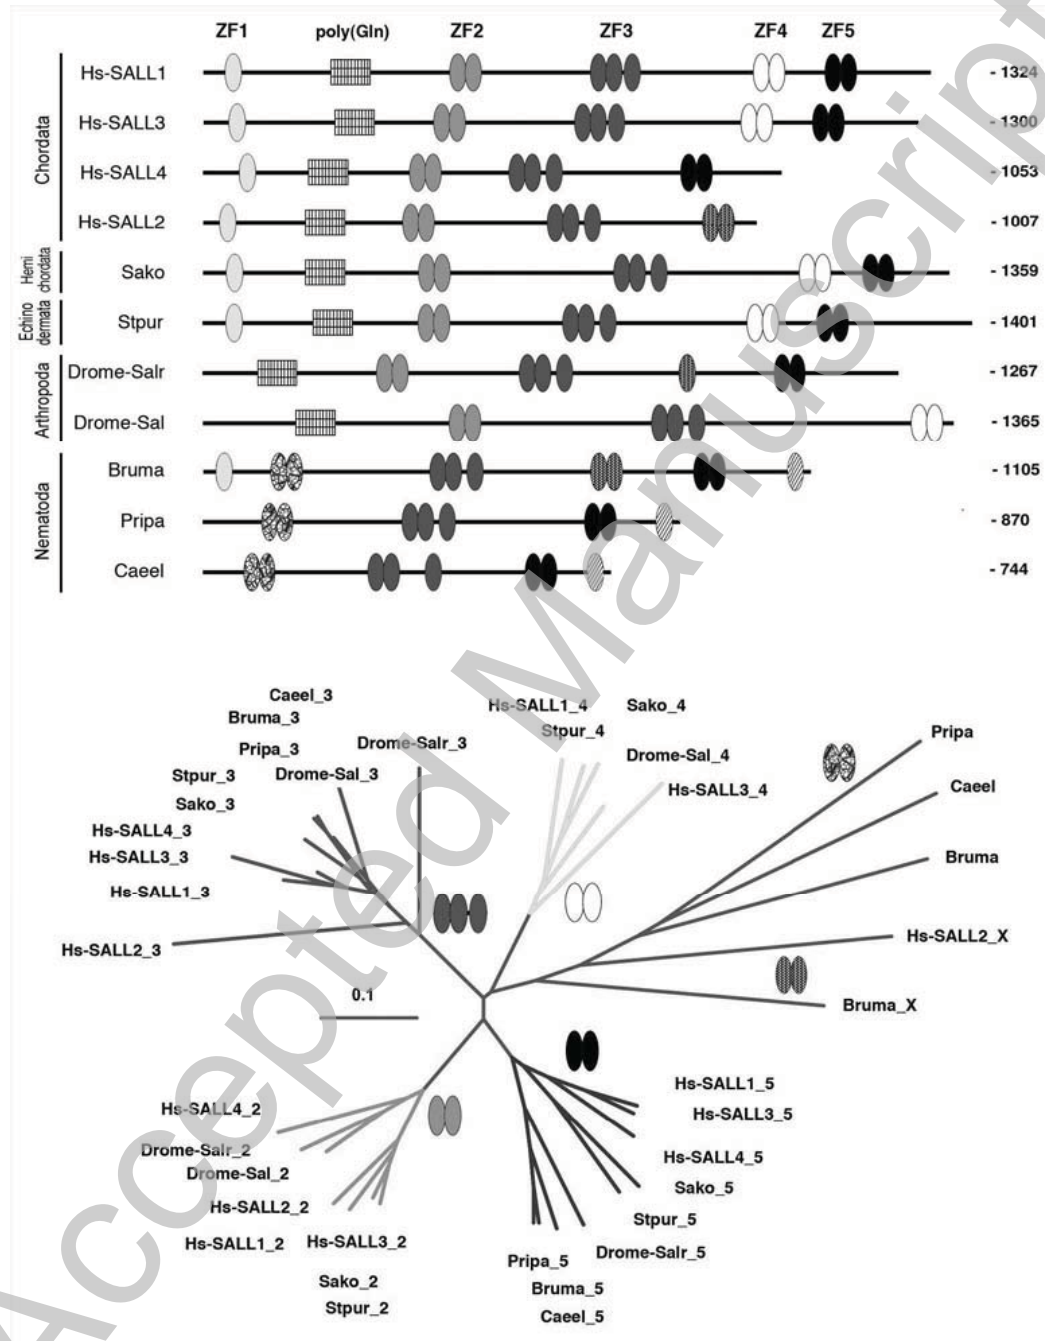 ZF1 poly(Gln) ZF2 ZF3 ZF4 ZF5
Chordata
Hs-SALL1 - 1324
Hs-SALL3 - 1300
Hs-SALL4 - 1053
Hs-SALL2 - 1007
Hemi
chordata
Sako - 1359
Echino
dermata
Stpur - 1401
Arthropoda
Drome-Salr - 1267
Drome-Sal - 1365
Nematoda
Bruma - 1105
Pripa - 870
Caeel - 744
Caeel_3
Bruma_3
Pripa_3
Drome-Salr_3
Stpur_3
Drome-Sal_3
Sako_3
Hs-SALL4_3
Hs-SALL3_3
Hs-SALL1_3
Hs-SALL2_3
Hs-SALL1_4
Sako_4
Stpur_4
Drome-Sal_4
Hs-SALL3_4
Pripa
Caeel
Bruma
Hs-SALL2_X
Bruma_X
0.1
Hs-SALL1_5
Hs-SALL3_5
Hs-SALL4_5
Sako_5
Stpur_5
Drome-Salr_5
Pripa_5
Bruma_5
Caeel_5
Hs-SALL4_2
Drome-Salr_2
Drome-Sal_2
Hs-SALL2_2
Hs-SALL1_2
Hs-SALL3_2
Sako_2
Stpur_2
Accepted Manuscript